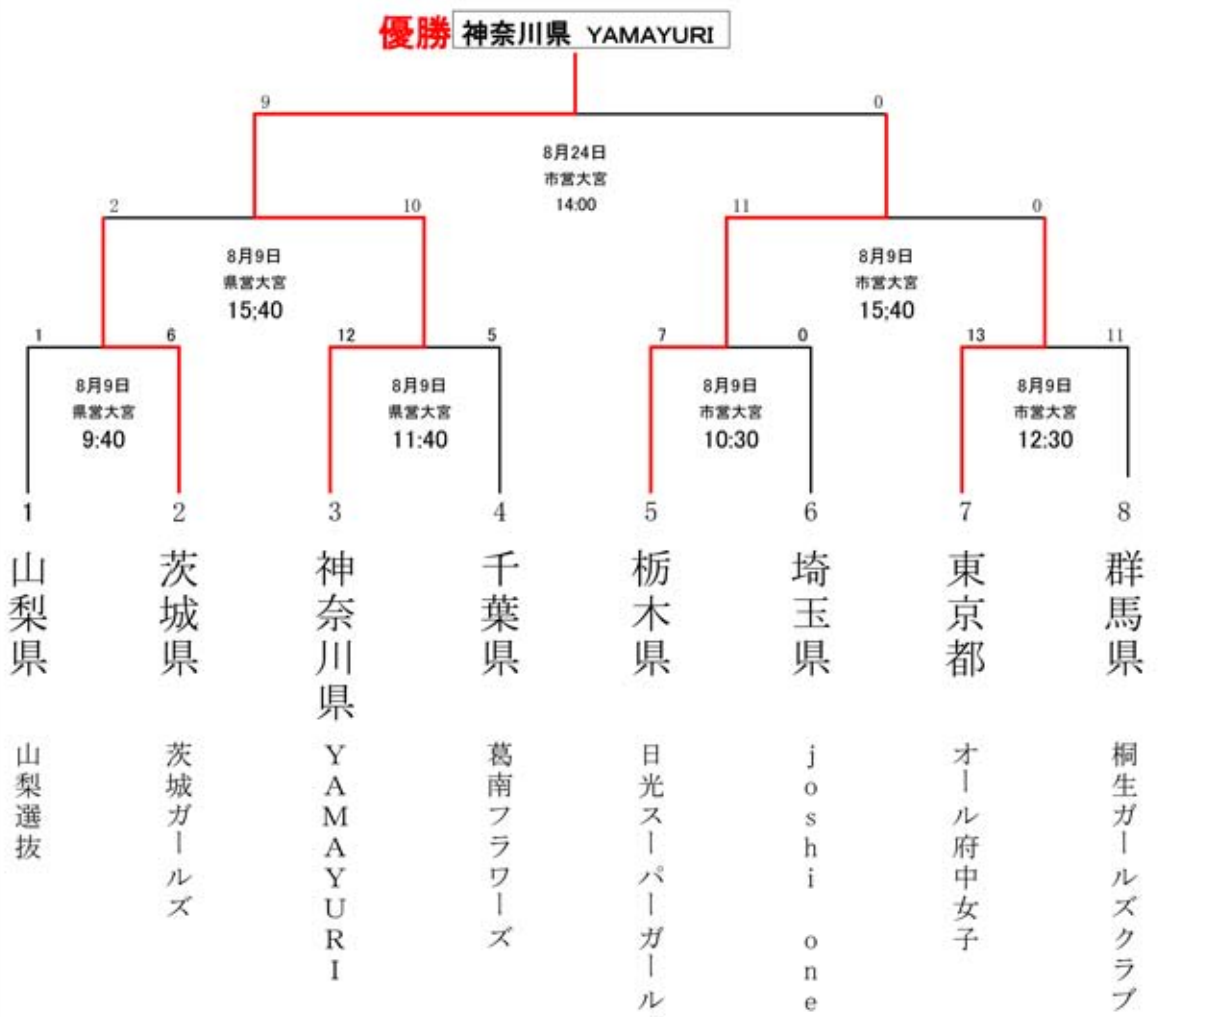 優勝 神奈川県 YAMAYURI
9 0
8月24日
市営大宮
14:00
2 10 11 0
8月9日 8月9日
県営大宮 市営大宮
15;40 15;40
1 6 12 5 7 0 13 11
8月9日 8月9日 8月9日 8月9日
県営大宮 県営大宮 市営大宮 市営大宮
9:40 11:40 10:30 12:30
1 2 3 4 5 6 7 8
山梨県
茨城県
神奈川県
千葉県
栃木県
埼玉県
東京都
群馬県
山梨選抜
茨城ガールズ
YAMAYURI
葛南フラワーズ
日光スーパーガール
joshi one
オール府中女子
桐生ガールズクラブ